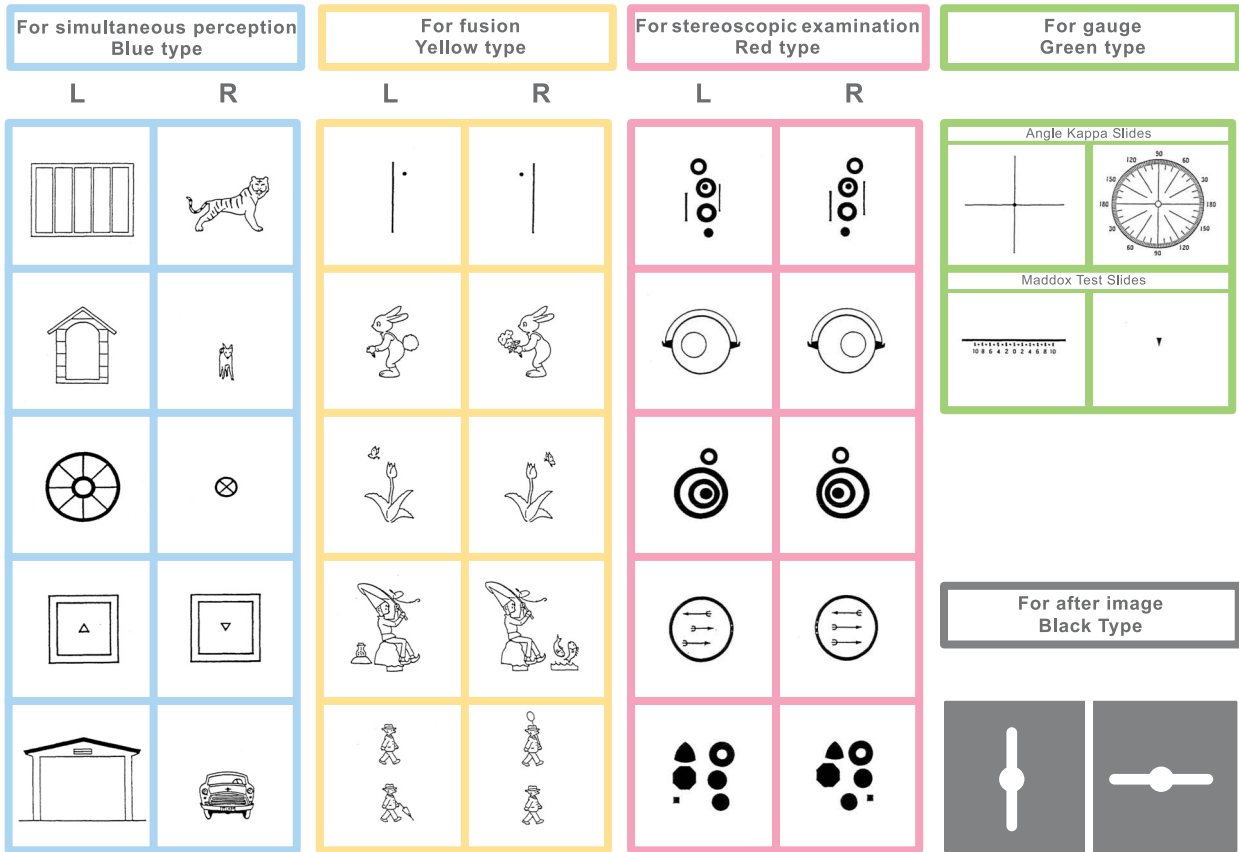 For simultaneous perception
Blue type
For fusion
Yellow type
For stereoscopic examination
Red type
For gauge
Green type
L R
L R
L R
Angle Kappa Slides
90
120 60
150 30
180 180
30 150
60 120
90
Maddox Test Slides
10 8 6 4 2 0 2 4 6 8 10
For after image
Black Type